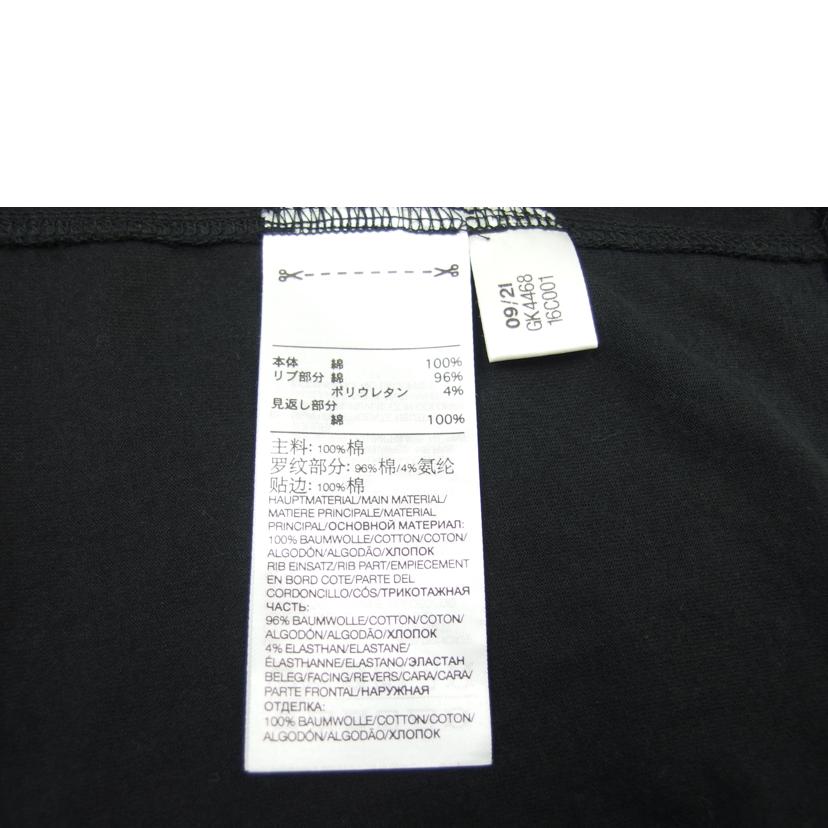 本体 綿 100%
リブ部分 綿 96%
ポリウレタン 4%
見返し部分
綿 100%
主料: 100%棉
罗纹部分: 96%棉/4%氨纶
贴边: 100%棉
HAUPTMATERIAL/MAIN MATERIAL/
MATIERE PRINCIPALE/MATERIAL
PRINCIPAL/ОСНОВНОЙ МАТЕРИАЛ:
100% BAUMWOLLE/COTTON/COTON/
ALGODÓN/ALGODÃO/ХЛОПОК
RIB EINSATZ/RIB PART/EMPIECEMENT
EN BORD COTE/PARTE DEL
CORDONCILLO/CÓS/ТРИКОТАЖНАЯ
ЧАСТЬ:
96% BAUMWOLLE/COTTON/COTON/
ALGODÓN/ALGODÃO/ХЛОПОК
4% ELASTHAN/ELASTANE/
ÉLASTHANNE/ELASTANO/ЭЛАСТАН
BELEG/FACING/REVERS/CARA/CARA/
PARTE FRONTAL/НАРУЖНАЯ
ОТДЕЛКА:
100% BAUMWOLLE/COTTON/COTON/
ALGODÓN/ALGODÃO/ХЛОПОК
09/21
GK4468
16C001